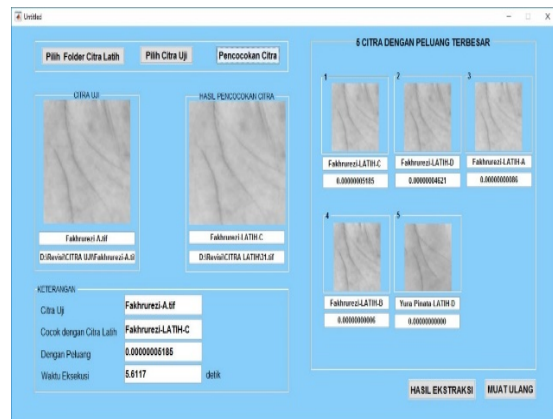 Untitled
Pilih Folder Citra Latih
Pilih Citra Uji
Pencocokan Citra
CITRA UJI
Fakhrurezi A.tif
D:\Revisi\CITRA UJI\Fakhrurezi-A.tif
HASIL PENCOCOKAN CITRA
Fakhrurezi-LATIH-C
D:\Revisi\CITRA LATIH\31.tif
KETERANGAN
Citra Uji
Fakhrurezi-A.tif
Cocok dengan Citra Latih
Fakhrurezi-LATIH-C
Dengan Peluang
0.00000005185
Waktu Eksekusi
5.6117
detik
5 CITRA DENGAN PELUANG TERBESAR
1
2
3
Fakhrurezi-LATIH-C
Fakhrurezi-LATIH-D
Fakhrurezi-LATIH-A
0.00000005185
0.00000004621
0.00000000086
4
5
Fakhrurezi-LATIH-B
Yura Pinata LATIH D
0.00000000006
0.00000000000
HASIL EKSTRAKSI
MUAT ULANG